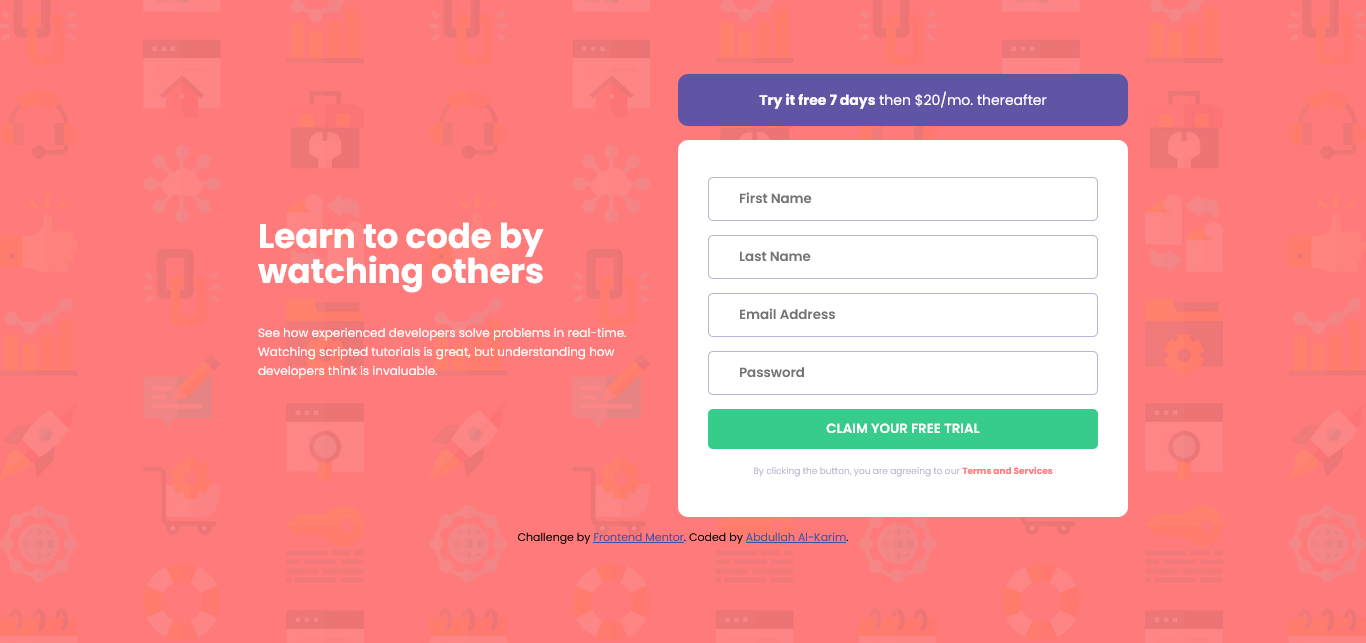 Try it free 7 days then $20/mo. thereafter
Learn to code by
watching others
See how experienced developers solve problems in real-time.
Watching scripted tutorials is great, but understanding how
developers think is invaluable.
First Name
Last Name
Email Address
Password
CLAIM YOUR FREE TRIAL
By clicking the button, you are agreeing to our Terms and Services
Challenge by Frontend Mentor. Coded by Abdullah Al-Karim.